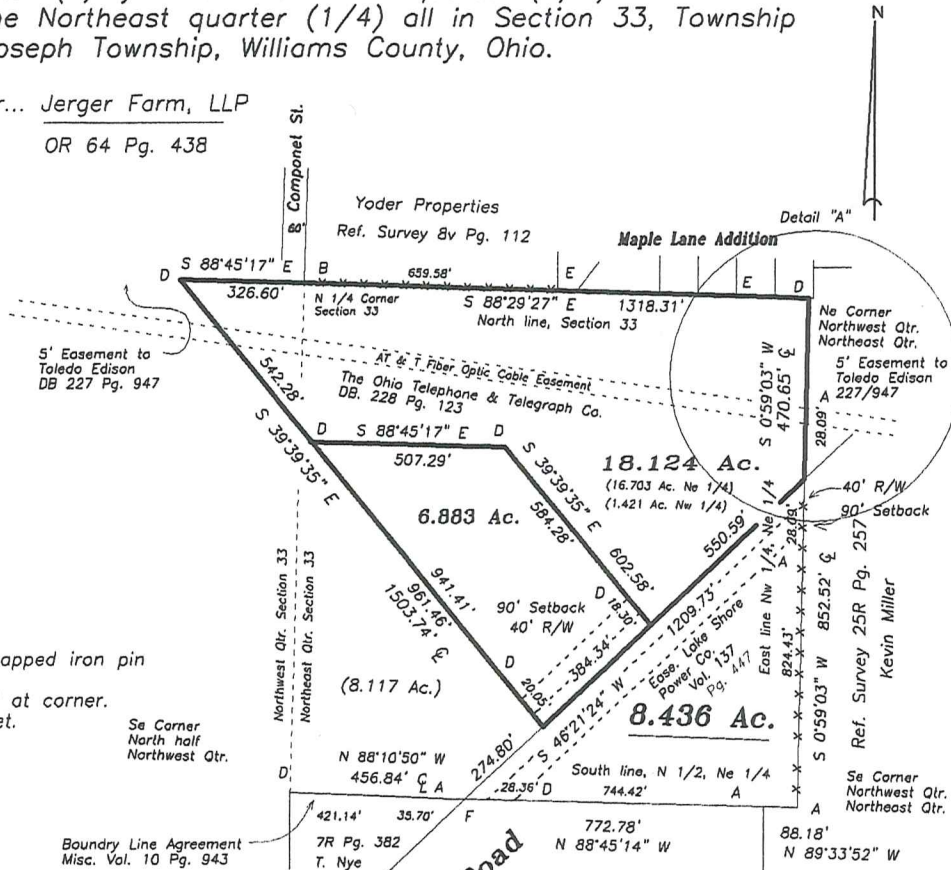 he Northeast quarter (1/4) all in Section 33, Township
oseph Township, Williams County, Ohio.
r... Jerger Farm, LLP
OR 64 Pg. 438
N
Componet St.
60'
Yoder Properties
Ref. Survey 8v Pg. 112
Detail "A"
Maple Lane Addition
D S 88°45'17" E B
659.58'
E E D
326.60'
N 1/4 Corner
Section 33
S 88°29'27" E 1318.31'
North line, Section 33
Ne Corner
Northwest Qtr.
Northeast Qtr.
5' Easement to
Toledo Edison
DB 227 Pg. 947
5' Easement to
Toledo Edison
227/947
AT & T Fiber Optic Cable Easement
The Ohio Telephone & Telegraph Co.
DB. 228 Pg. 123
S 0°59'03" W
470.65' ℄
A
28.09'
542.28'
S 39°39'35" E
D S 88°45'17" E D
507.29'
S 39°39'35" E
584.28'
602.58'
18.124 Ac.
(16.703 Ac. Ne 1/4)
(1.421 Ac. Nw 1/4)
40' R/W
90' Setback
6.883 Ac.
550.59'
28.09'
A
941.41'
961.46'
1503.74' ℄
90' Setback
40' R/W
D 18.30'
384.34'
1209.73'
D
20.05
Ease. Lake Shore
Power Co.
Vol. 137
Pg. 447
East line Nw 1/4, Ne 1/4
824.43'
S 0°59'03" W 852.52' ℄
Ref. Survey 25R Pg. 257
Kevin Miller
Northwest Qtr. Section 33
Northeast Qtr. Section 33
(8.117 Ac.)
8.436 Ac.
S 46°21'24" W
274.80'
apped iron pin
at corner.
et.
Se Corner
North half
Northwest Qtr.
N 88°10'50" W
D 456.84' ℄ A
28.36' D
South line, N 1/2, Ne 1/4
744.42' A
Se Corner
Northwest Qtr.
Northeast Qtr.
A
421.14' 35.70' F
Boundry Line Agreement
Misc. Vol. 10 Pg. 943
7R Pg. 382
T. Nye
Road
772.78'
N 88°45'14" W
88.18'
N 89°33'52" W